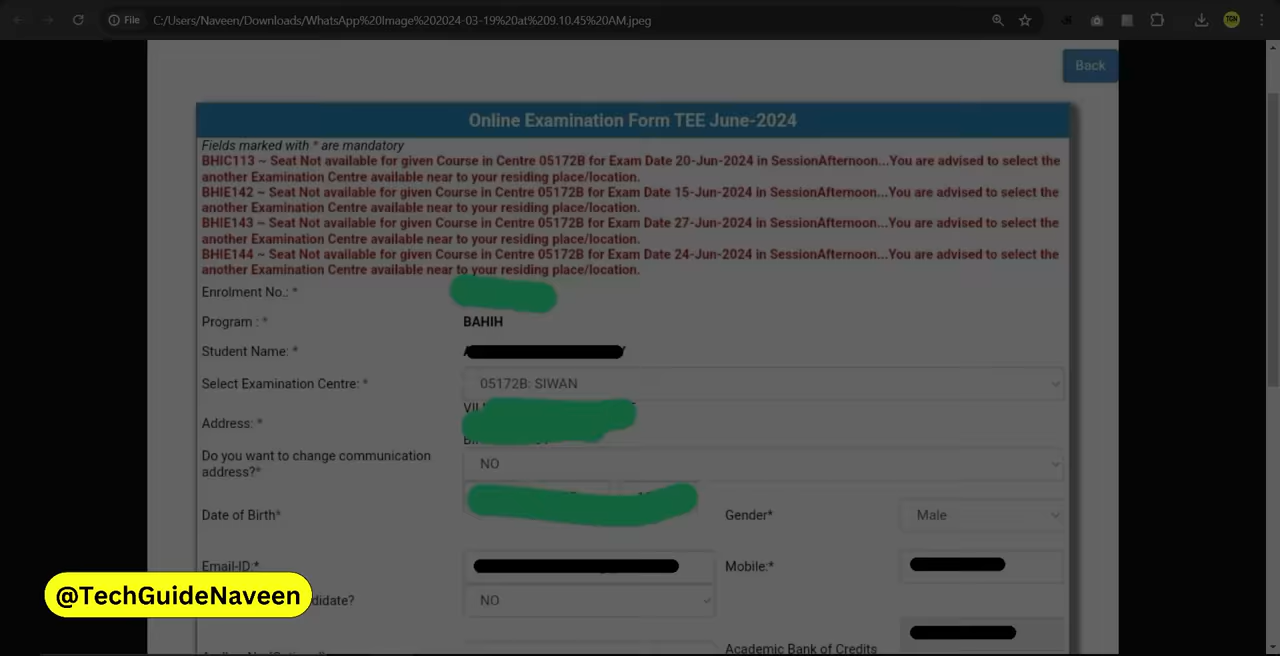 File C:/Users/Naveen/Downloads/WhatsApp%20Image%202024-03-19%20at%209.10.45%20AM.jpeg
TGN
Back
Online Examination Form TEE June-2024
Fields marked with * are mandatory
BHIC113 ~ Seat Not available for given Course in Centre 05172B for Exam Date 20-Jun-2024 in SessionAfternoon...You are advised to select the
another Examination Centre available near to your residing place/location.
BHIE142 ~ Seat Not available for given Course in Centre 05172B for Exam Date 15-Jun-2024 in SessionAfternoon...You are advised to select the
another Examination Centre available near to your residing place/location.
BHIE143 ~ Seat Not available for given Course in Centre 05172B for Exam Date 27-Jun-2024 in SessionAfternoon...You are advised to select the
another Examination Centre available near to your residing place/location.
BHIE144 ~ Seat Not available for given Course in Centre 05172B for Exam Date 24-Jun-2024 in SessionAfternoon...You are advised to select the
another Examination Centre available near to your residing place/location.
Enrolment No.: *
Program : * BAHIH
Student Name: *
Select Examination Centre: * 05172B: SIWAN
Address: *
Do you want to change communication NO
address?*
Date of Birth* Gender* Male
Email-ID:* Mobile:*
@TechGuideNaveen
didate? NO
Academic Bank of Credits